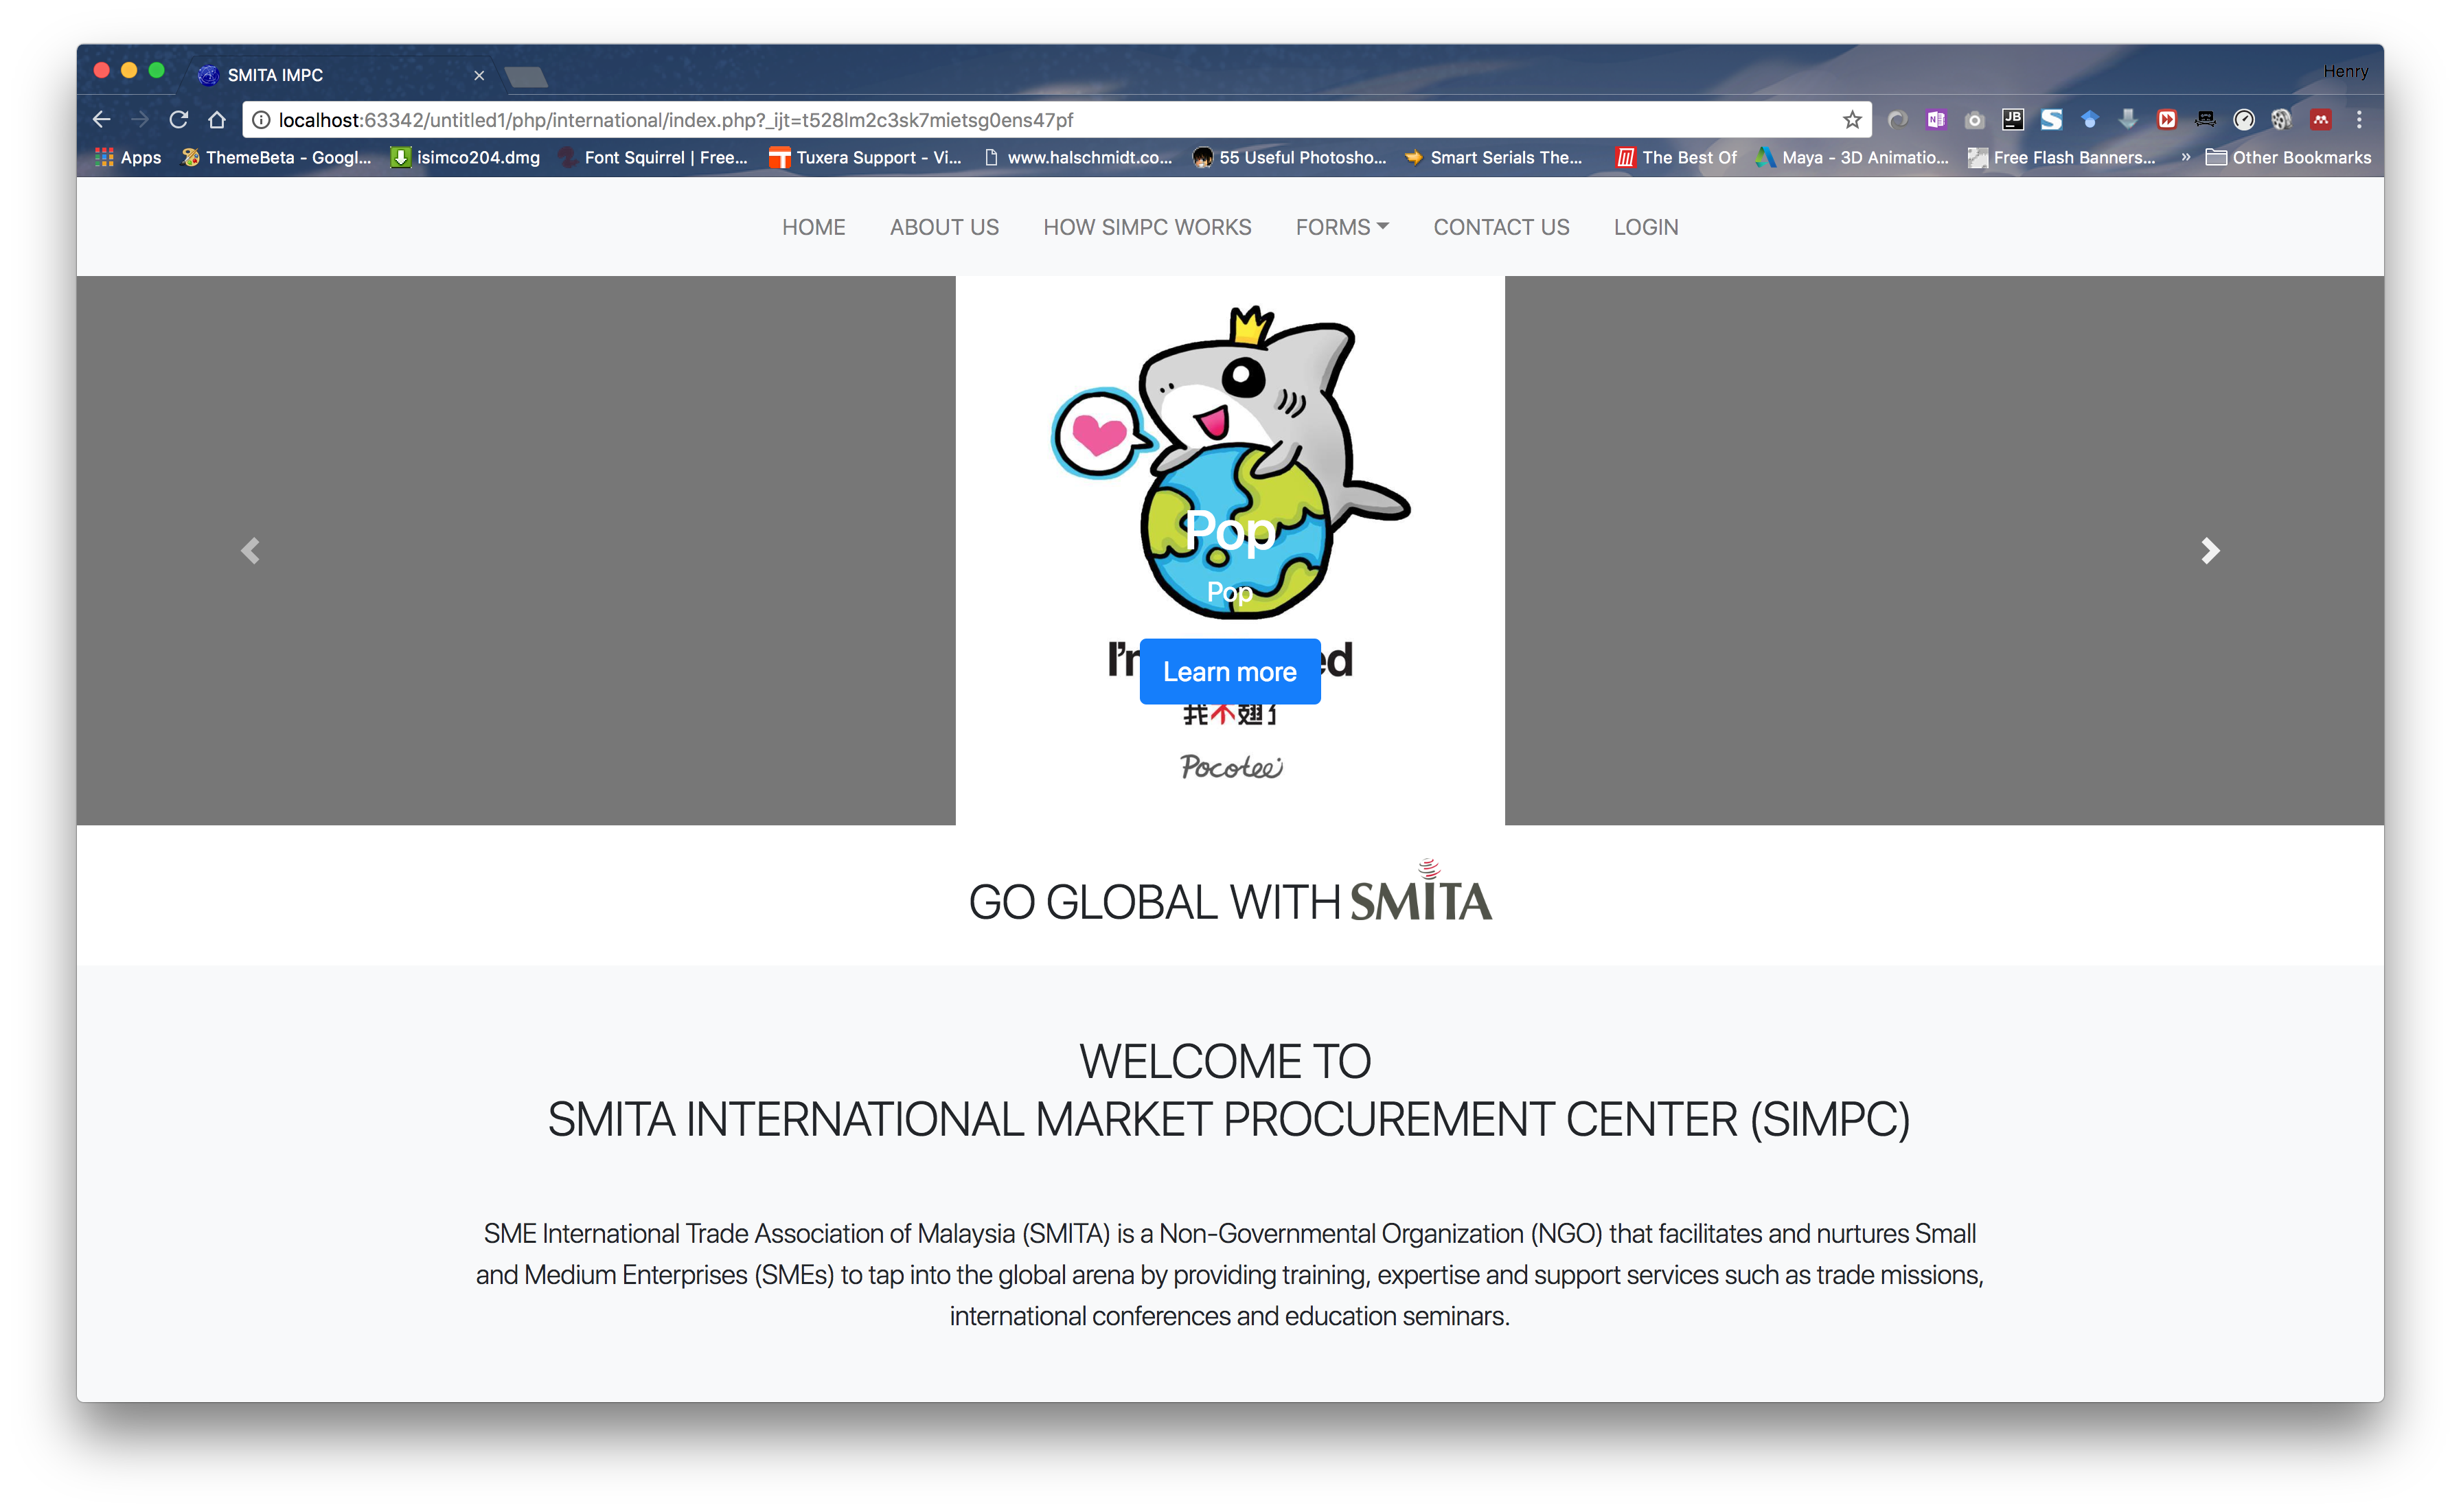 SMITA IMPC
Henry
localhost:63342/untitled1/php/international/index.php?_ijt=t528lm2c3sk7mietsg0ens47pf
Apps ThemeBeta - Googl... isimco204.dmg Font Squirrel | Free... Tuxera Support - Vi... www.halschmidt.co... 55 Useful Photosho... Smart Serials The... The Best Of Maya - 3D Animatio... Free Flash Banners... » Other Bookmarks
HOME ABOUT US HOW SIMPC WORKS FORMS CONTACT US LOGIN
Pop
Pop
Learn more
我不翅了
Pocotee
GO GLOBAL WITH SMITA
WELCOME TO
SMITA INTERNATIONAL MARKET PROCUREMENT CENTER (SIMPC)
SME International Trade Association of Malaysia (SMITA) is a Non-Governmental Organization (NGO) that facilitates and nurtures Small
and Medium Enterprises (SMEs) to tap into the global arena by providing training, expertise and support services such as trade missions,
international conferences and education seminars.